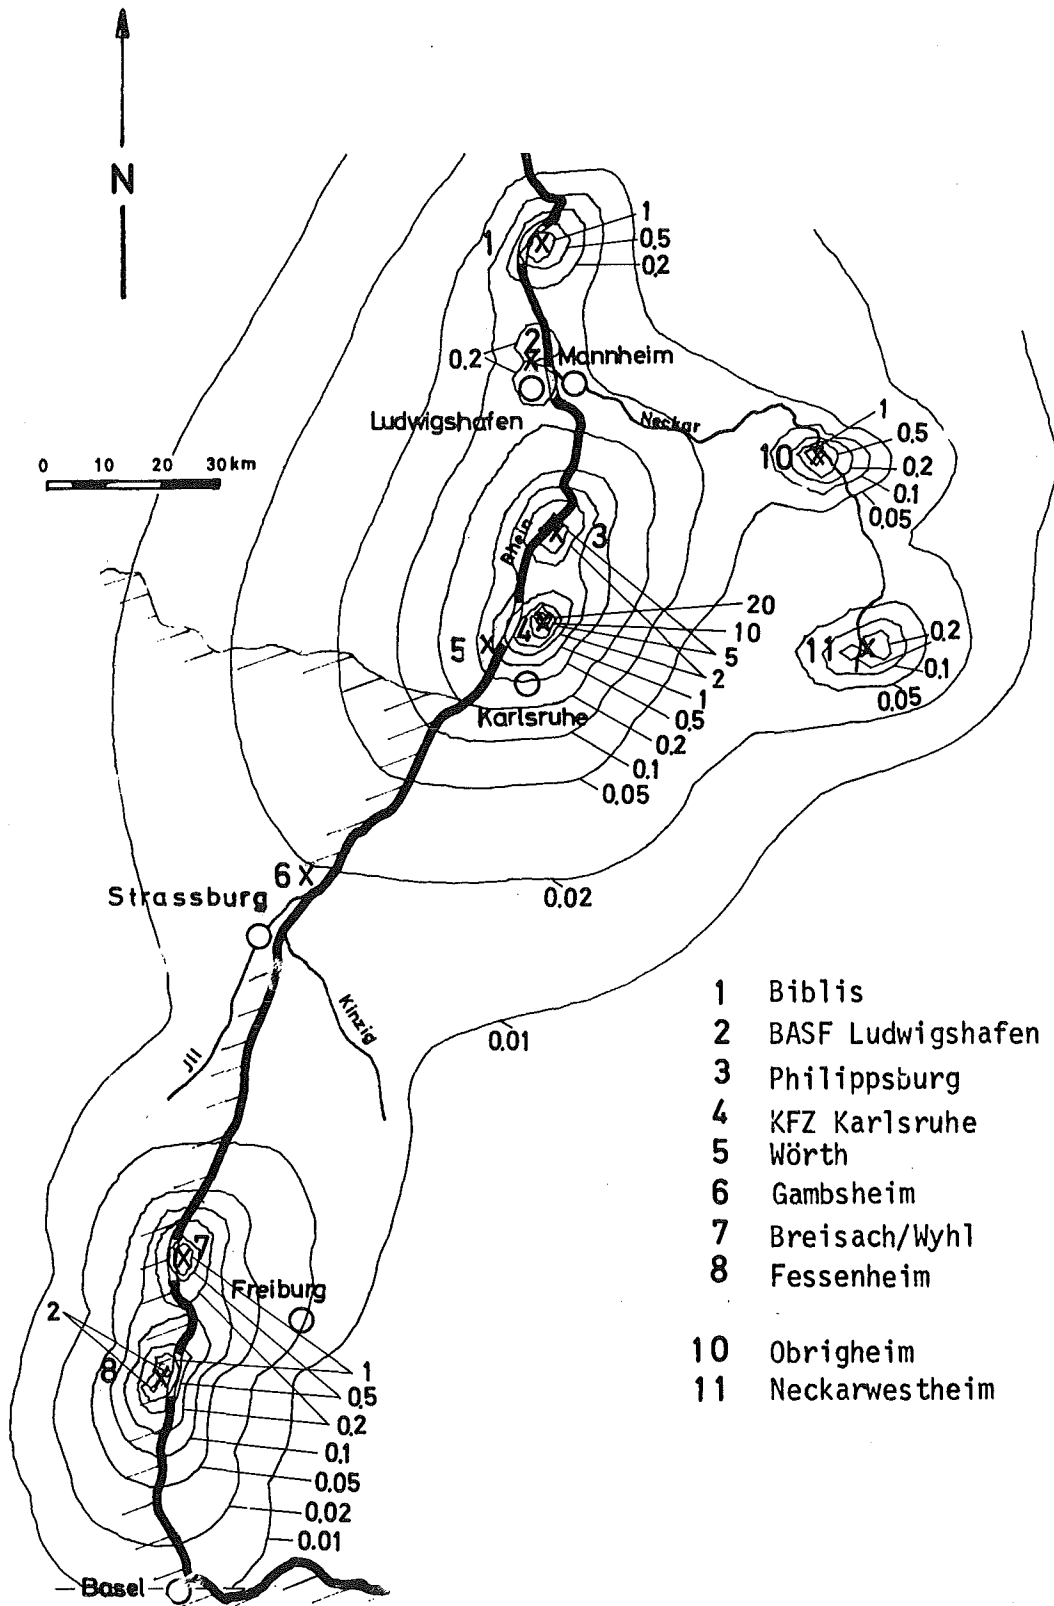 N
1
1
0.5
0.2
2
0.2
Mannheim
Ludwigshafen
Neckar
0 10 20 30 km
10
1
0.5
0.2
0.1
0.05
Rhein
3
4
5
20
10
5
2
1
0.5
0.2
0.1
0.05
Karlsruhe
11
0.2
0.1
0.05
6
Strassburg
0.02
Kinzig
Jll
0.01
7
Freiburg
2
8
1
0.5
0.2
0.1
0.05
0.02
0.01
Basel
1 Biblis
2 BASF Ludwigshafen
3 Philippsburg
4 KFZ Karlsruhe
5 Wörth
6 Gambsheim
7 Breisach/Wyhl
8 Fessenheim
10 Obrigheim
11 Neckarwestheim